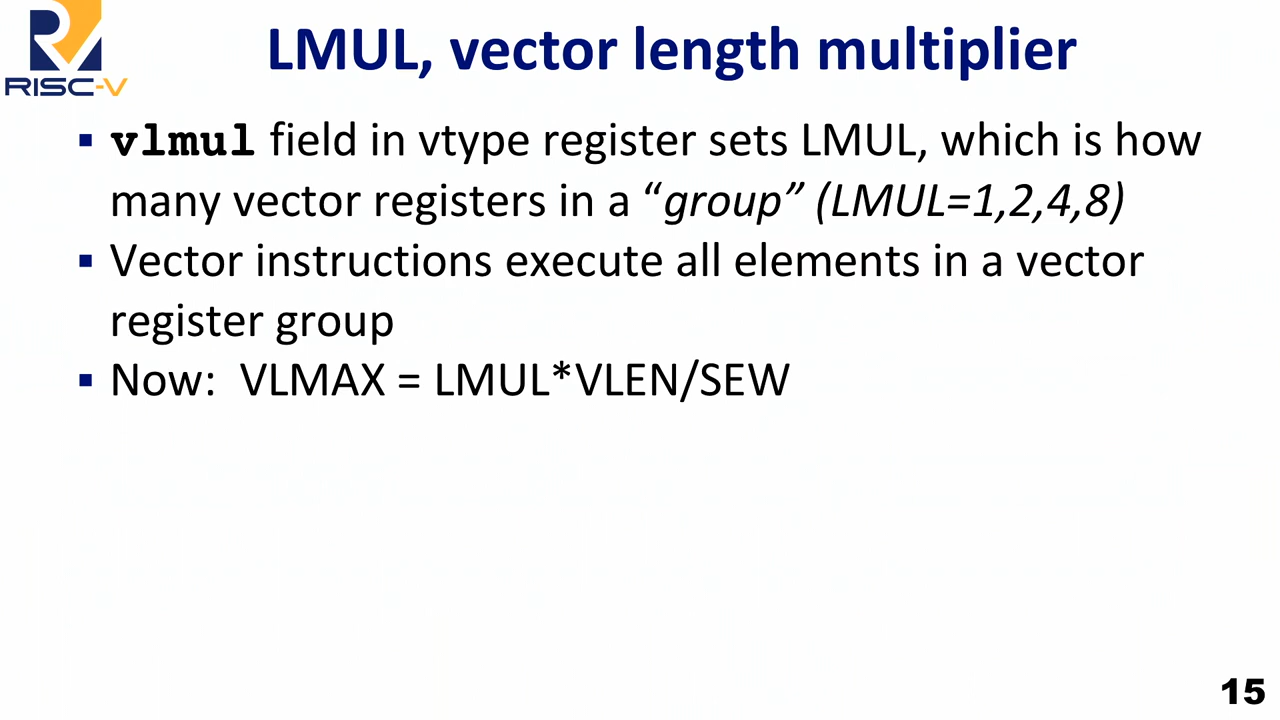 RISC-V
LMUL, vector length multiplier
▪ vlmul field in vtype register sets LMUL, which is how
many vector registers in a “group” (LMUL=1,2,4,8)
▪ Vector instructions execute all elements in a vector
register group
▪ Now: VLMAX = LMUL*VLEN/SEW
15